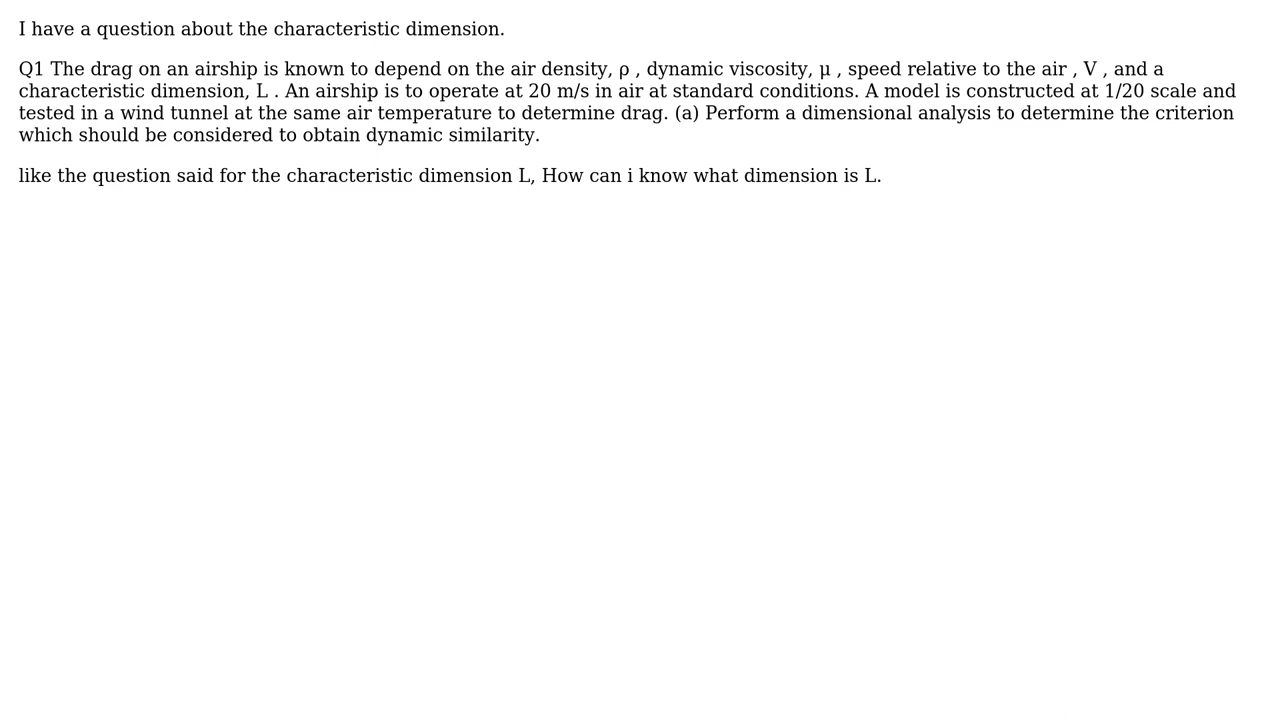 I have a question about the characteristic dimension.
Q1 The drag on an airship is known to depend on the air density, ρ , dynamic viscosity, μ , speed relative to the air , V , and a
characteristic dimension, L . An airship is to operate at 20 m/s in air at standard conditions. A model is constructed at 1/20 scale and
tested in a wind tunnel at the same air temperature to determine drag. (a) Perform a dimensional analysis to determine the criterion
which should be considered to obtain dynamic similarity.
like the question said for the characteristic dimension L, How can i know what dimension is L.